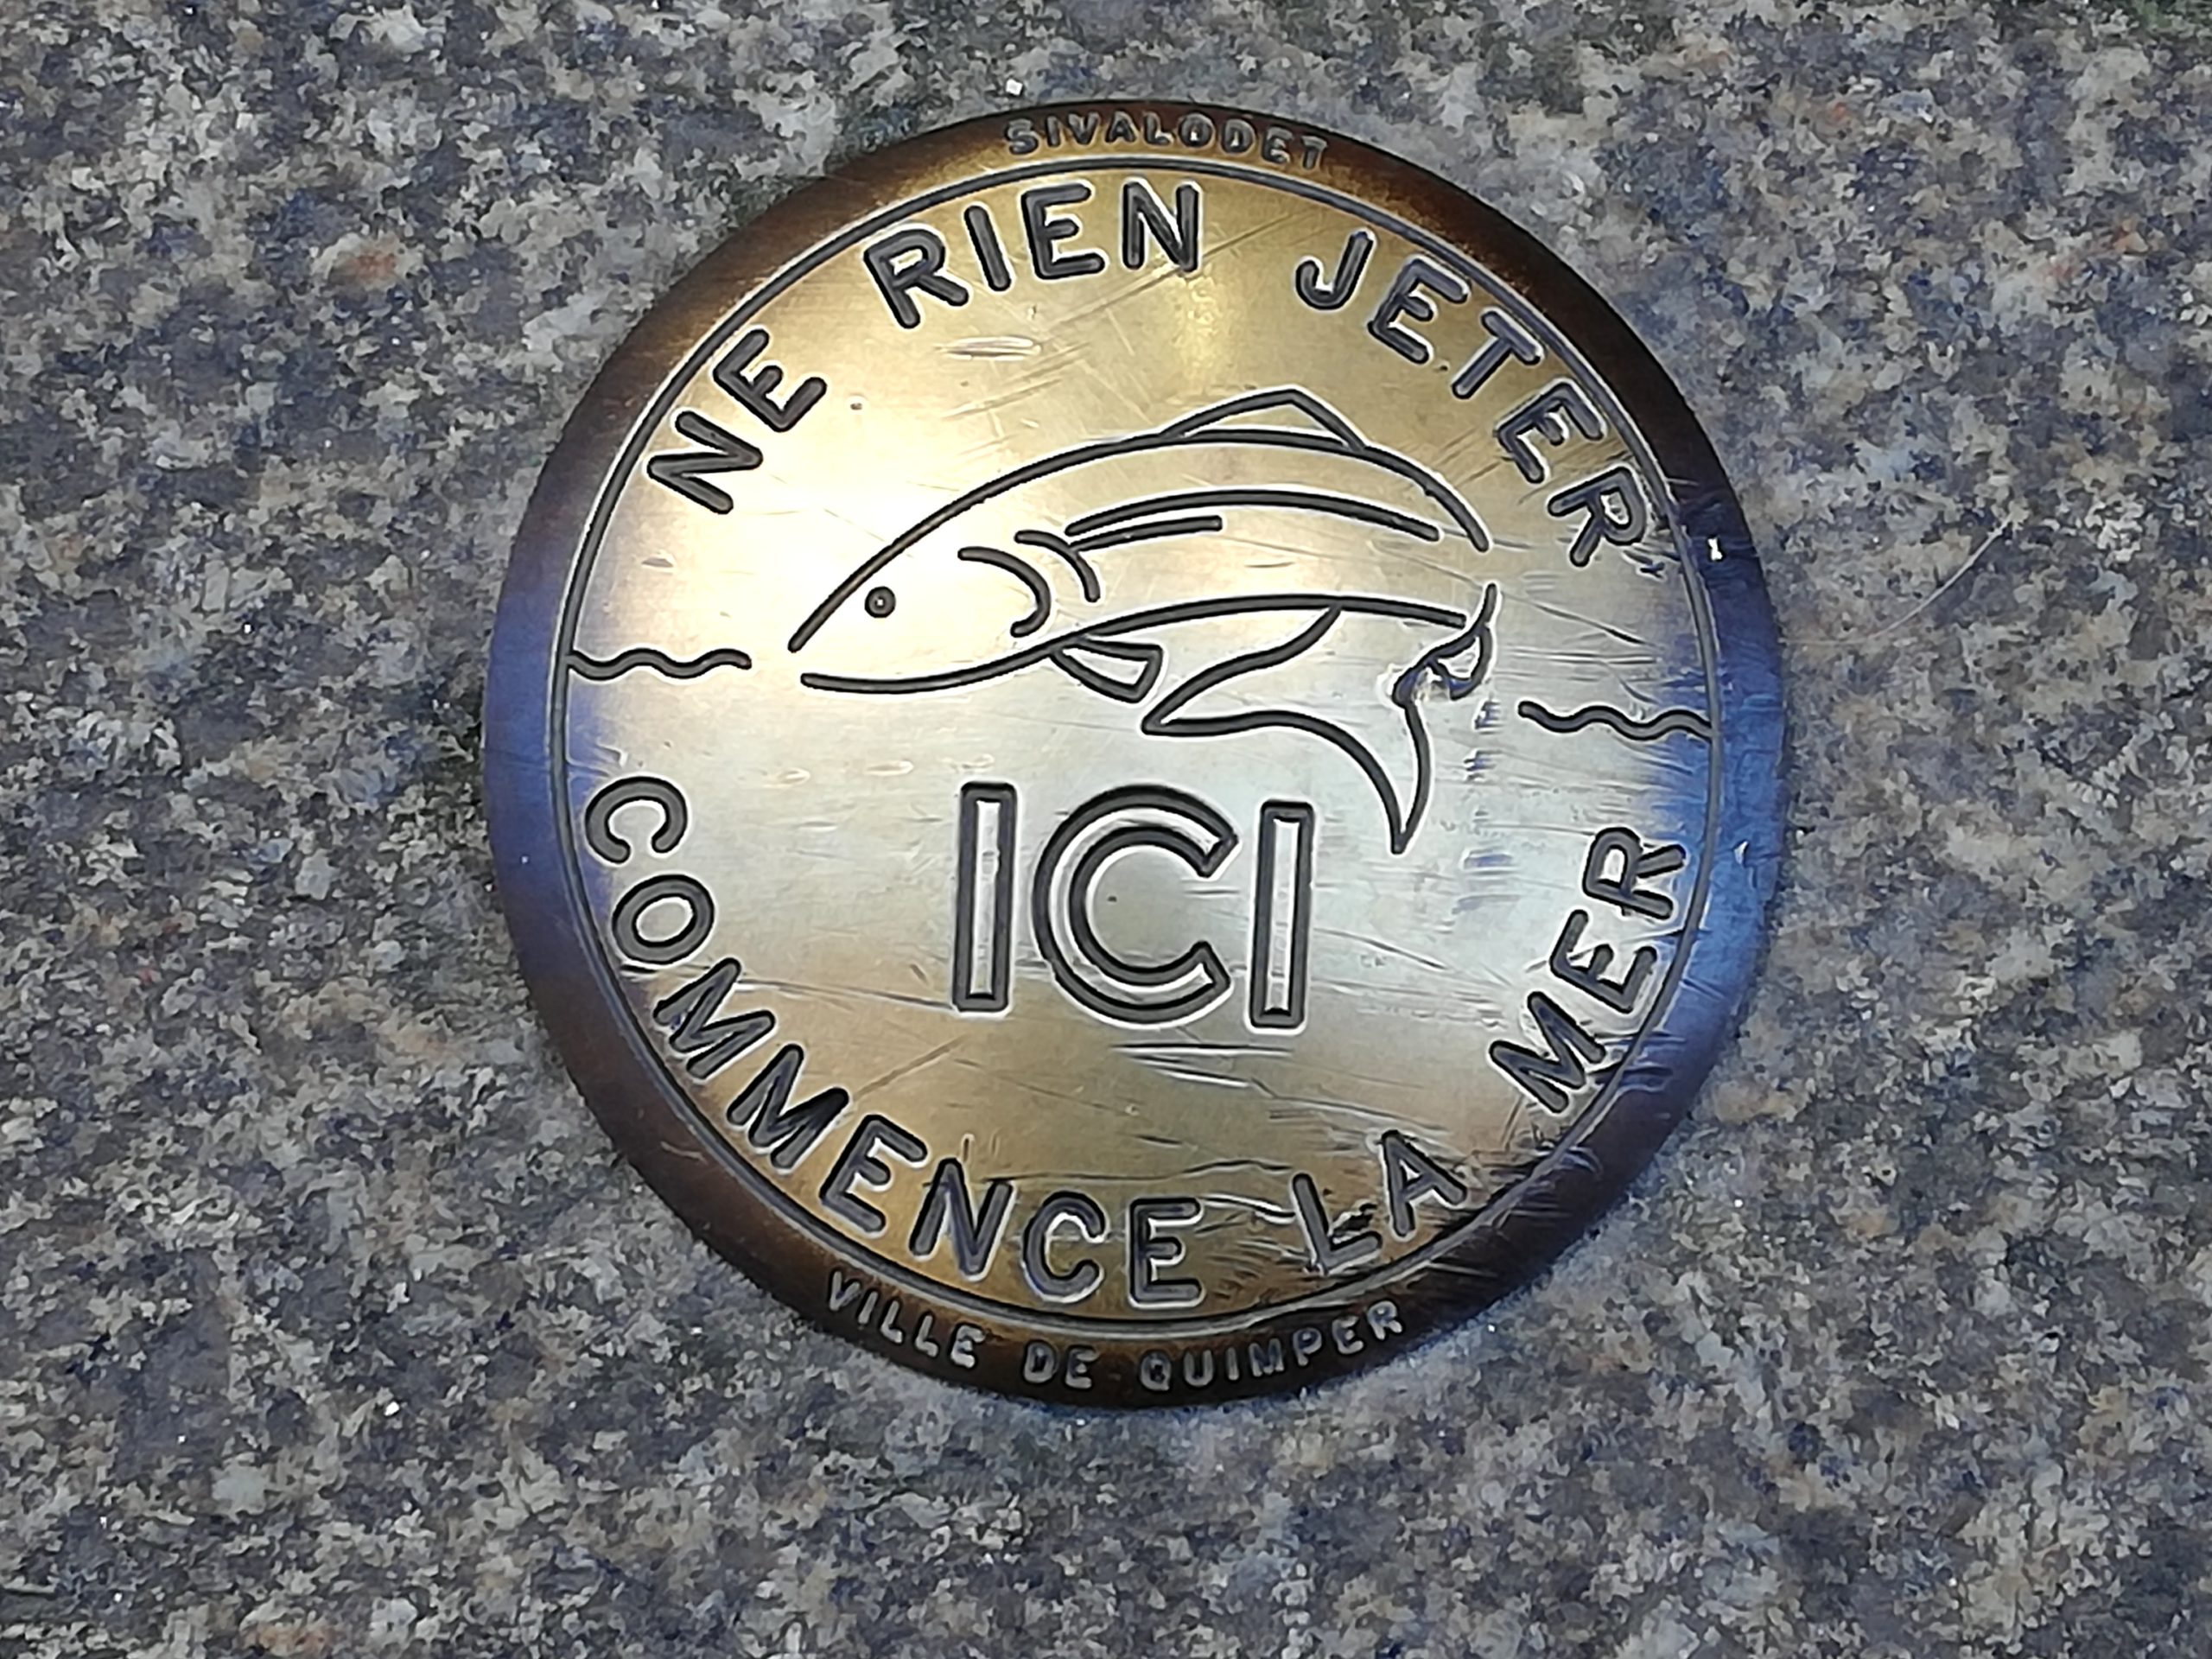 SIVALODET
NE RIEN JETER
ICI
COMMENCE LA MER
VILLE DE QUIMPER